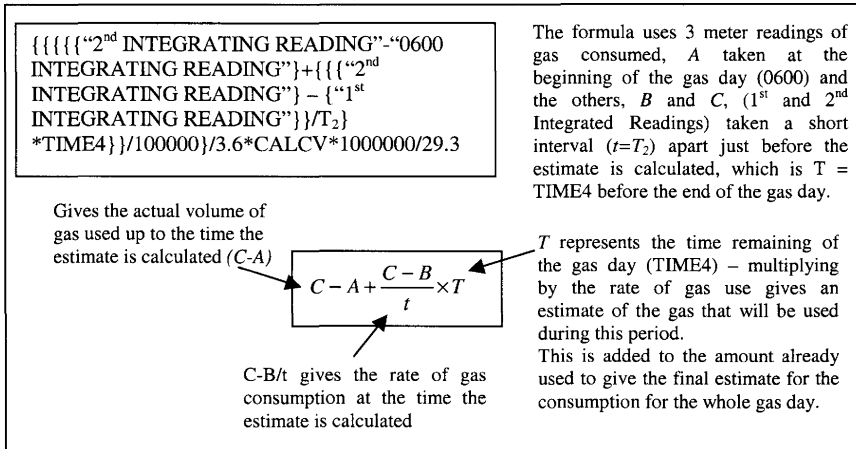 {{{{{“2nd INTEGRATING READING”-“0600
INTEGRATING READING”}+{{{“2nd
INTEGRATING READING”} – {“1st
INTEGRATING READING”}}/T₂}
*TIME4}}/100000}/3.6*CALCV*1000000/29.3
The formula uses 3 meter readings of
gas consumed, A taken at the
beginning of the gas day (0600) and
the others, B and C, (1st and 2nd
Integrated Readings) taken a short
interval (t=T₂) apart just before the
estimate is calculated, which is T =
TIME4 before the end of the gas day.
Gives the actual volume of
gas used up to the time the
estimate is calculated (C-A)
C – A + (C – B)/t × T
T represents the time remaining of
the gas day (TIME4) – multiplying
by the rate of gas use gives an
estimate of the gas that will be used
during this period.
This is added to the amount already
used to give the final estimate for the
consumption for the whole gas day.
C-B/t gives the rate of gas
consumption at the time the
estimate is calculated